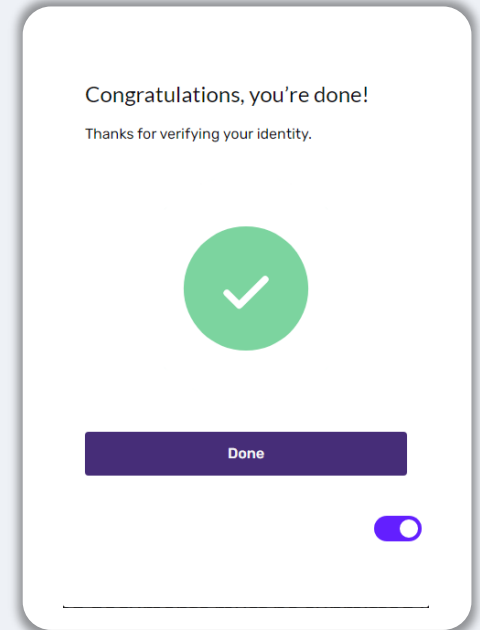 Congratulations, you’re done!
Thanks for verifying your identity.
Done